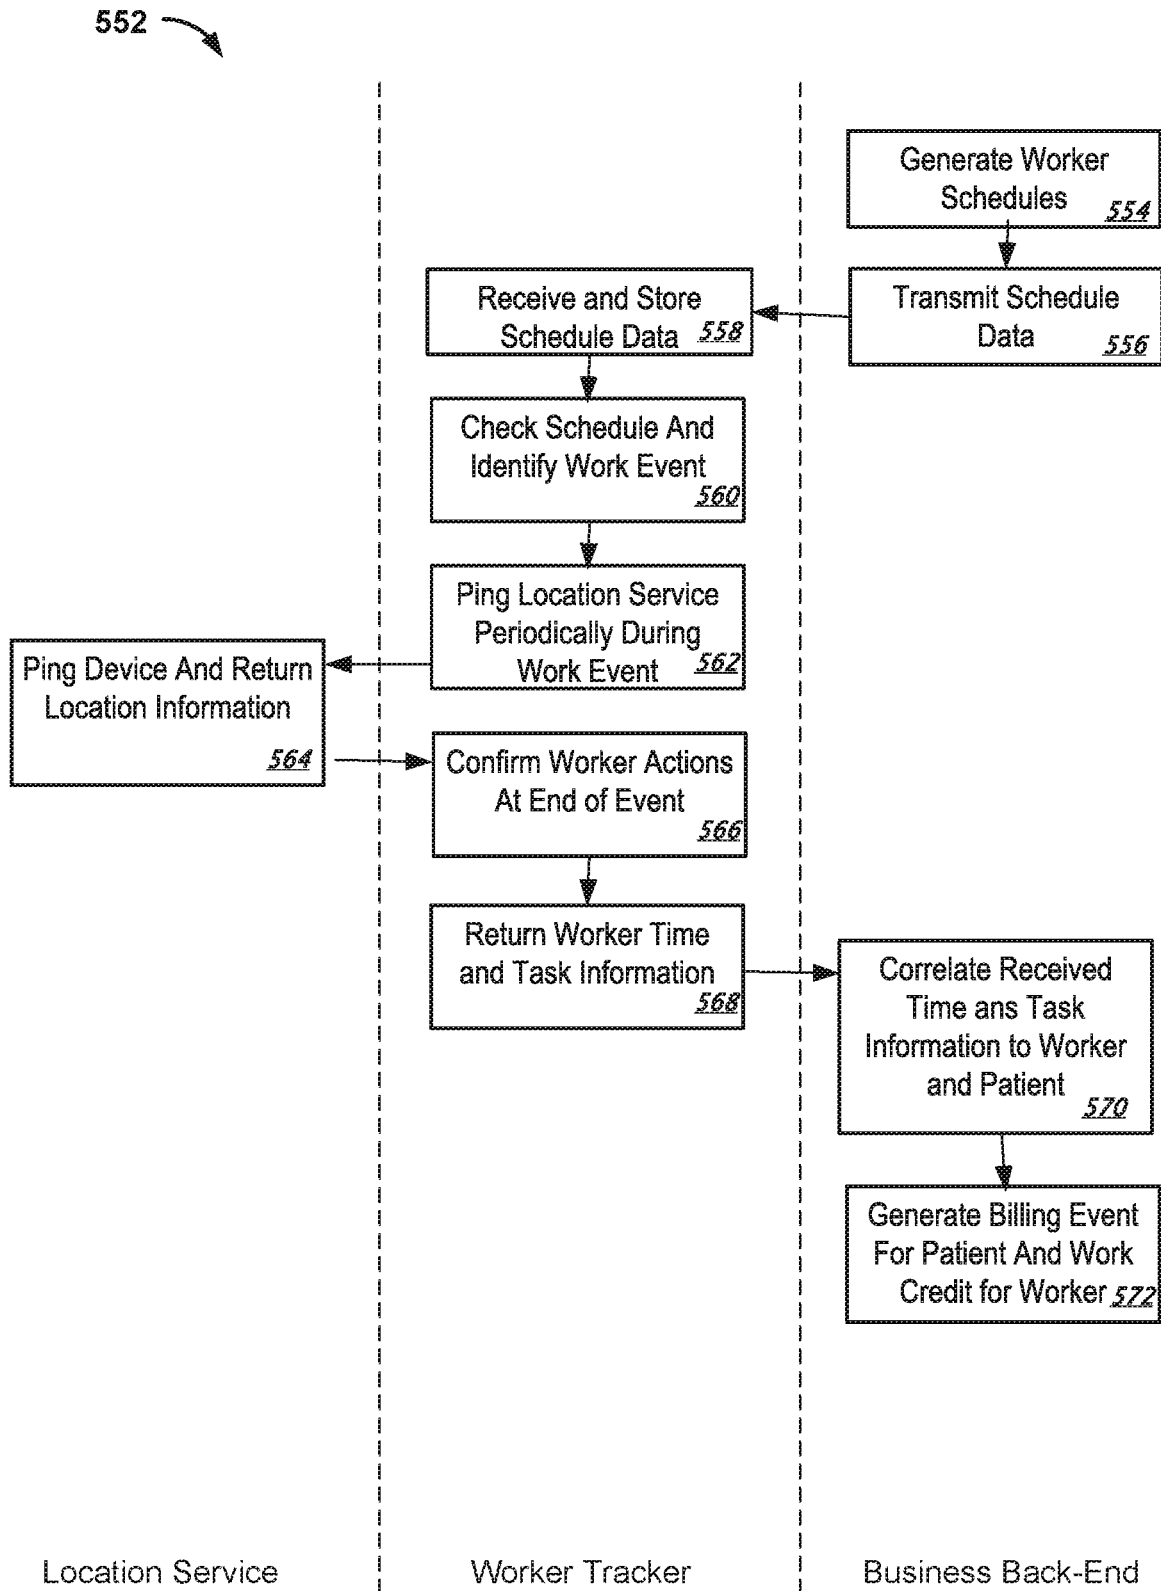 552
Generate Worker
Schedules
554
Transmit Schedule
Data
556
Receive and Store
Schedule Data
558
Check Schedule And
Identify Work Event
560
Ping Location Service
Periodically During
Work Event
562
Ping Device And Return
Location Information
564
Confirm Worker Actions
At End of Event
566
Return Worker Time
and Task Information
568
Correlate Received
Time ans Task
Information to Worker
and Patient
570
Generate Billing Event
For Patient And Work
Credit for Worker
572
Location Service
Worker Tracker
Business Back-End